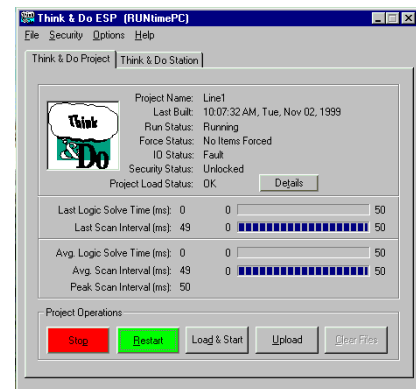 Think & Do ESP (RUNtimePC)
File Security Options Help
Think & Do Project Think & Do Station
Think
& Do
Project Name: Line1
Last Built: 10:07:32 AM, Tue, Nov 02, 1999
Run Status: Running
Force Status: No Items Forced
IO Status: Fault
Security Status: Unlocked
Project Load Status: OK Details
Last Logic Solve Time (ms): 0 0 50
Last Scan Interval (ms): 49 0 50
Avg. Logic Solve Time (ms): 0 0 50
Avg. Scan Interval (ms): 49 0 50
Peak Scan Interval (ms): 50
Project Operations
Stop Restart Load & Start Upload Clear Files